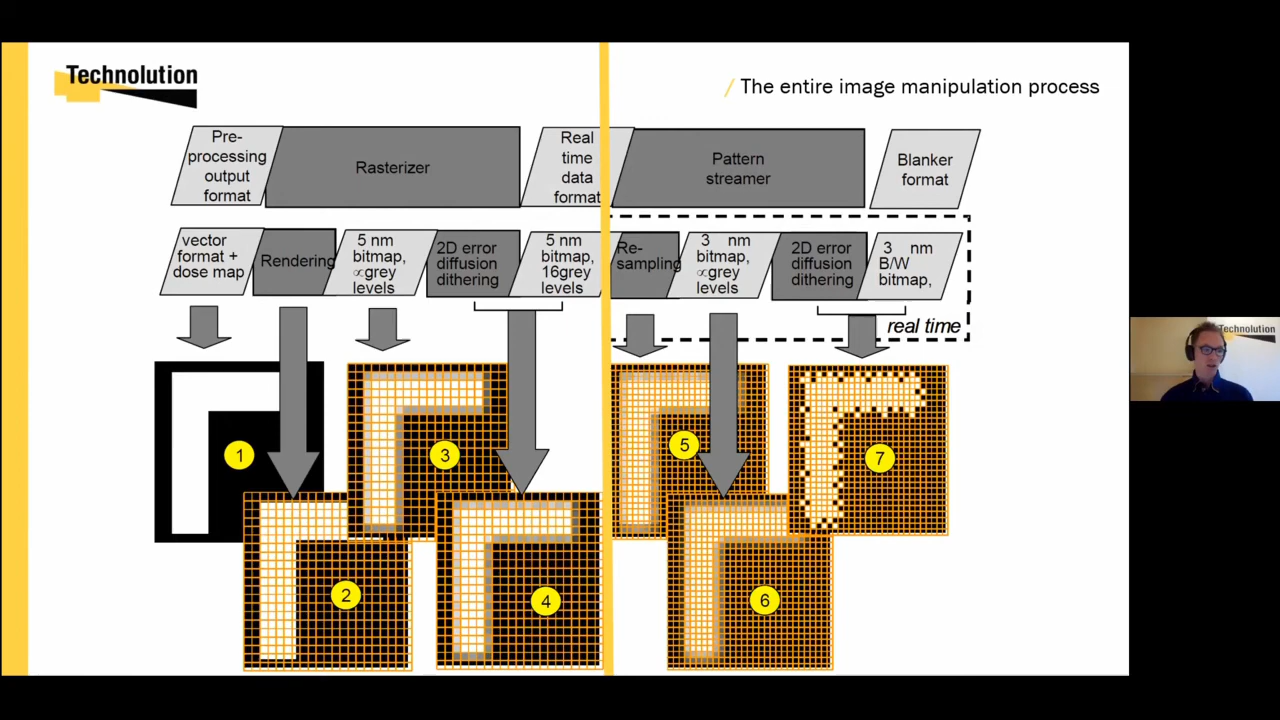 Technolution
/ The entire image manipulation process
Pre-
processing
output
format
Rasterizer
Real
time
data
format
Pattern
streamer
Blanker
format
vector
format +
dose map
Rendering
5 nm
bitmap,
∝grey
levels
2D error
diffusion
dithering
5 nm
bitmap,
16grey
levels
Re-
sampling
3 nm
bitmap,
∝grey
levels
2D error
diffusion
dithering
3 nm
B/W
bitmap,
real time
1
3
5
7
2
4
6
Technolution